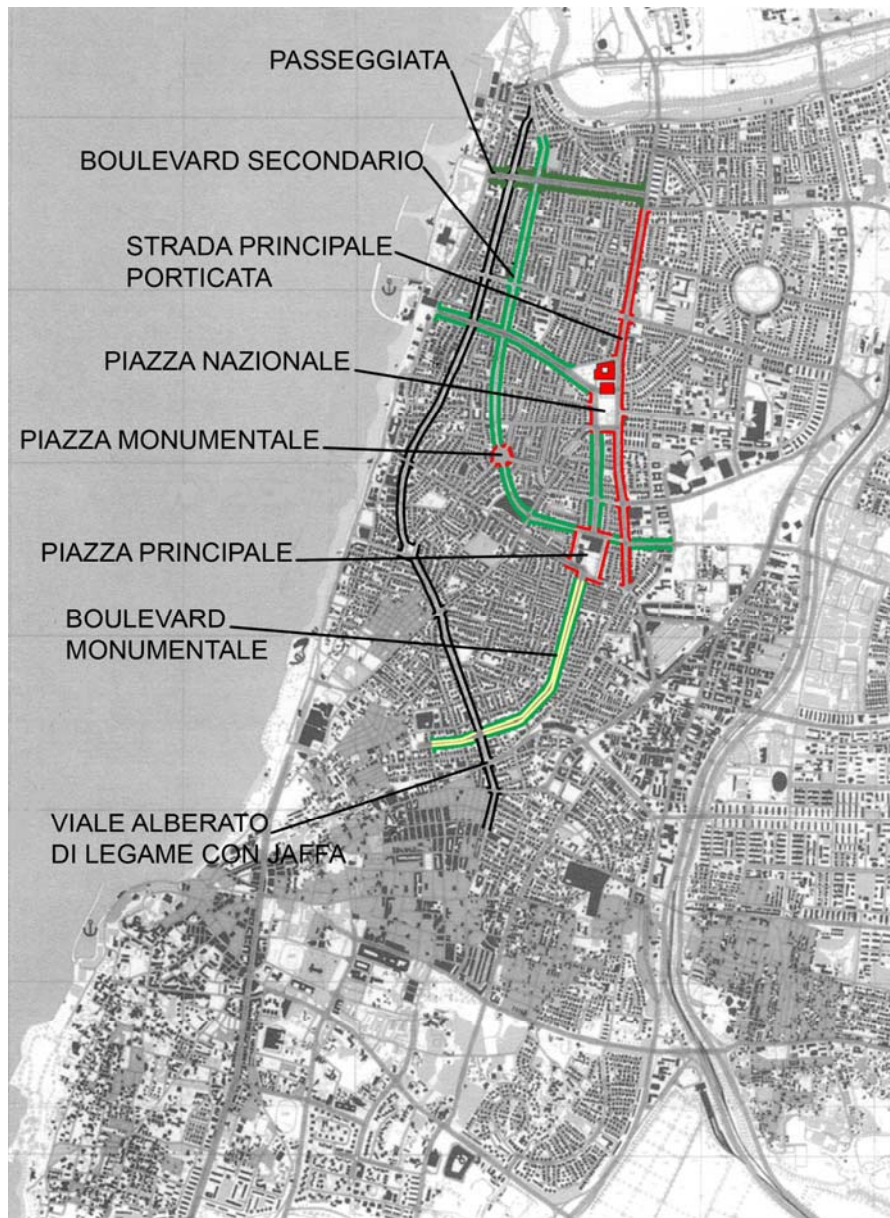 PASSEGGIATA
BOULEVARD SECONDARIO
STRADA PRINCIPALE
PORTICATA
PIAZZA NAZIONALE
PIAZZA MONUMENTALE
PIAZZA PRINCIPALE
BOULEVARD
MONUMENTALE
VIALE ALBERATO
DI LEGAME CON JAFFA